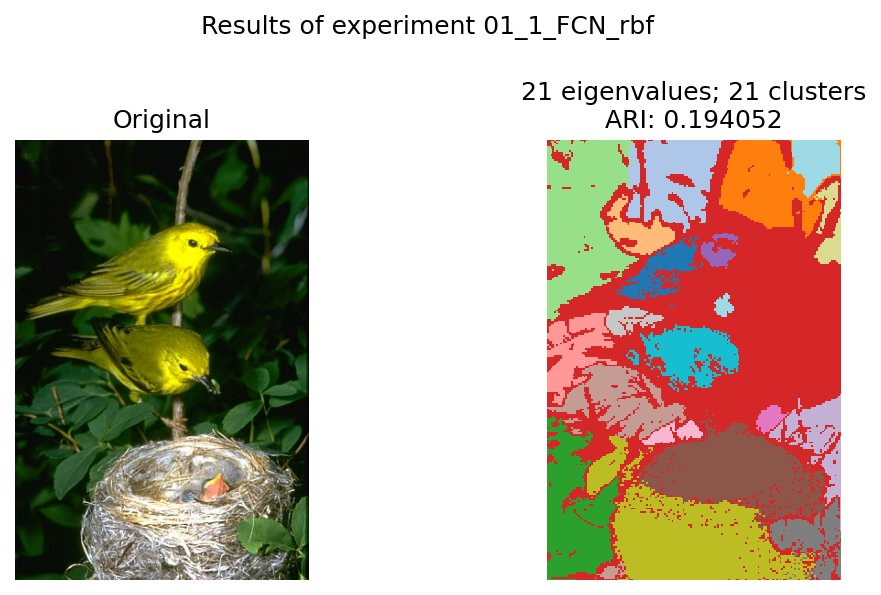 Results of experiment 01_1_FCN_rbf
Original
21 eigenvalues; 21 clusters
ARI: 0.194052